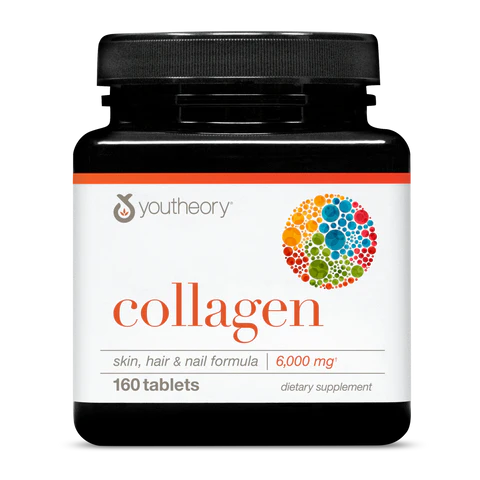 youtheory®
collagen
skin, hair & nail formula | 6,000 mg†
160 tablets
dietary supplement